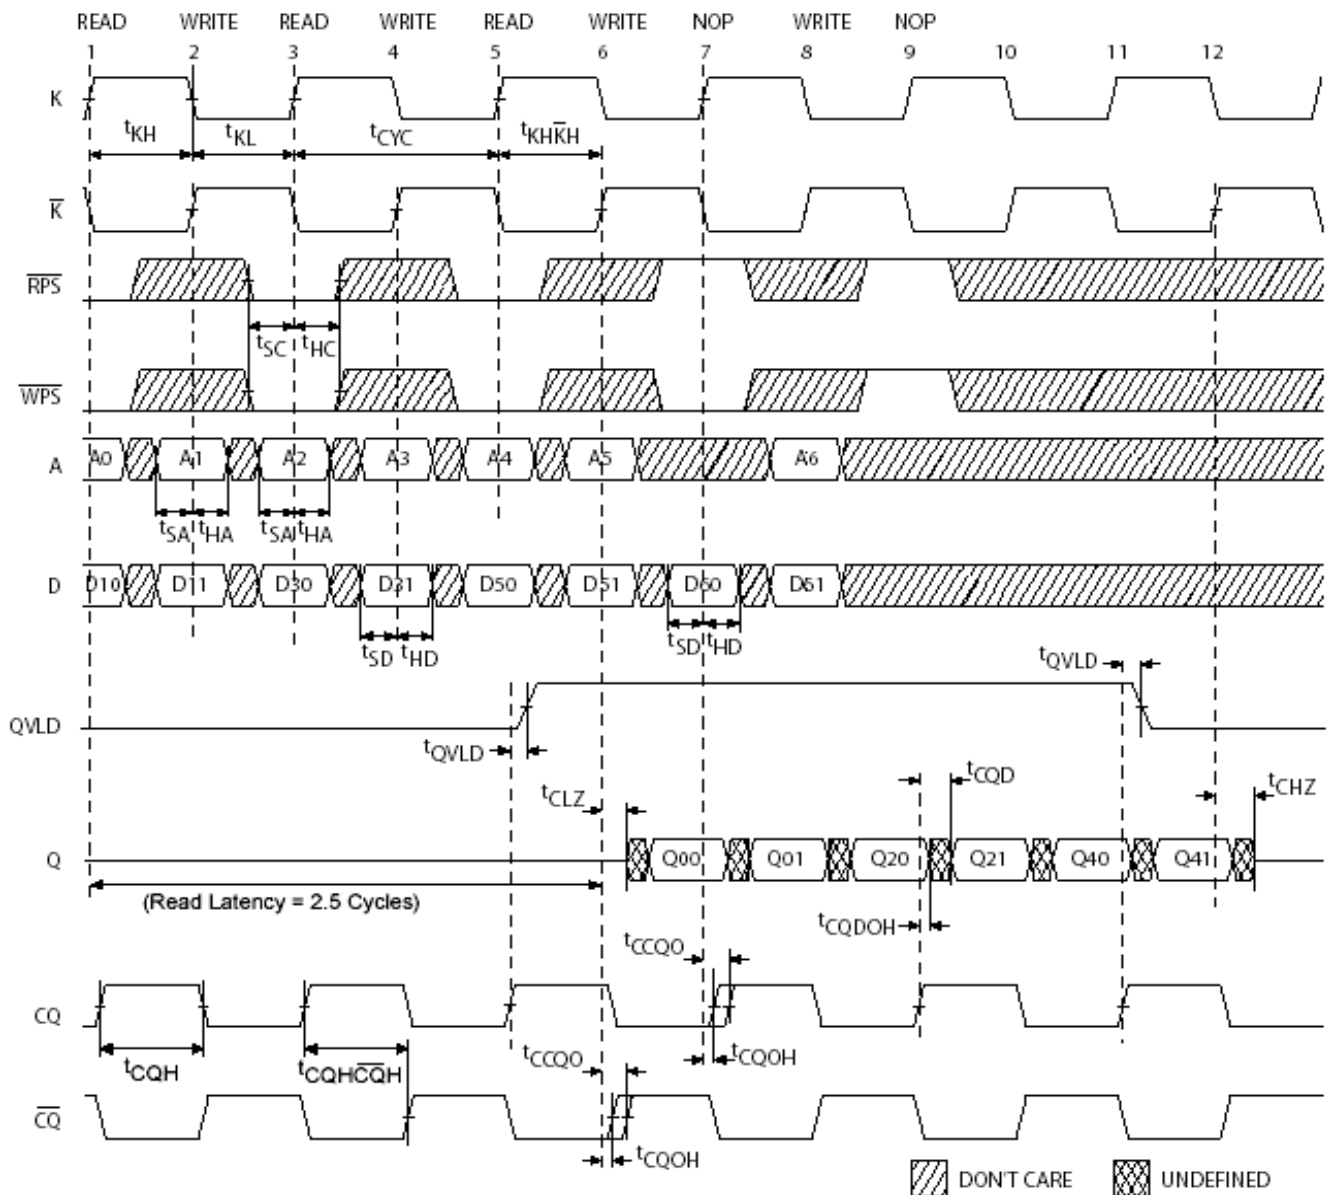 READ WRITE READ WRITE READ WRITE NOP WRITE NOP
1 2 3 4 5 6 7 8 9 10 11 12
K
tKH tKL tCYC tKHK̅H
K̅
R̅P̅S̅
tSC tHC
W̅P̅S̅
A A0 A1 A2 A3 A4 A5 A6
tSA tHA tSA tHA
D D10 D11 D30 D31 D50 D51 D60 D61
tSD tHD tSD tHD
tQVLD
QVLD
tQVLD
tCQD
tCLZ tCHZ
Q Q00 Q01 Q20 Q21 Q40 Q41
(Read Latency = 2.5 Cycles)
tCQDOH
tCCQO
CQ
tCQH tCQHC̅Q̅H tCCQO tCQOH
C̅Q̅
tCQOH
DON'T CARE UNDEFINED